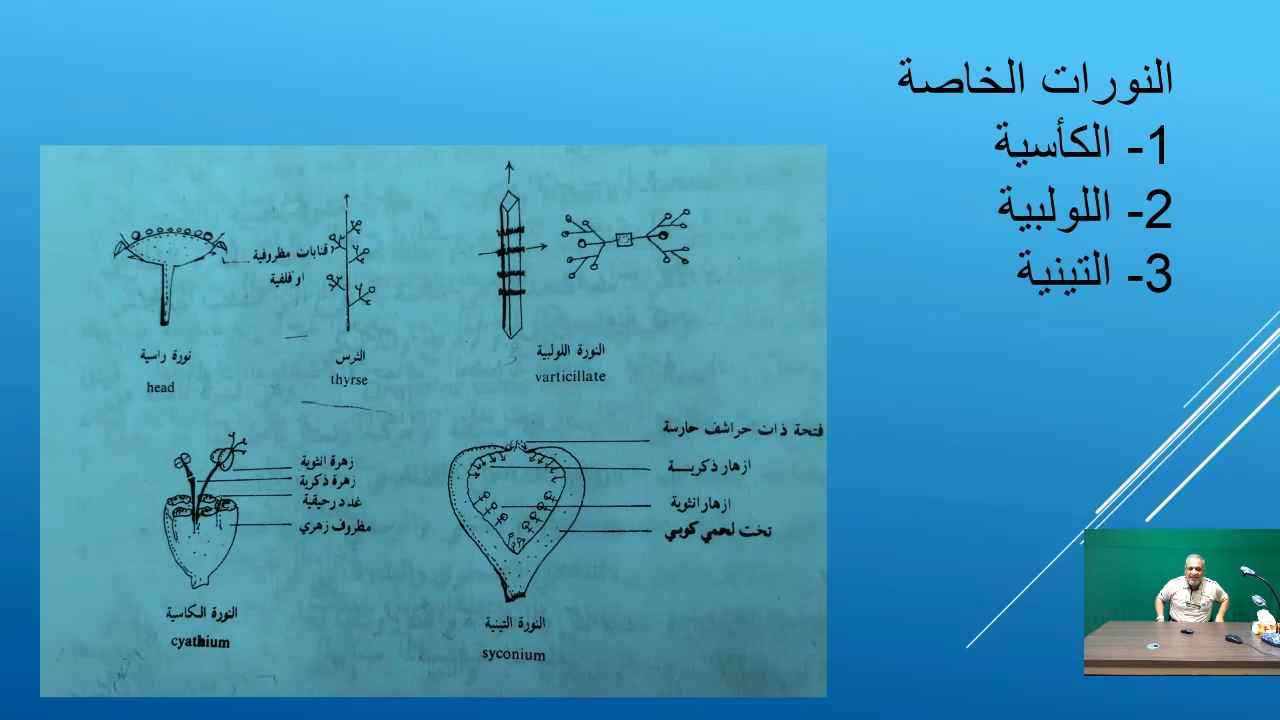 النورات الخاصة
1- الكأسية
2- اللولبية
3- التينية
قنابات مظروفية
او قلفية
نورة راسية
head
الثرس
thyrse
النورة اللولبية
varticillate
زهرة انثوية
زهرة ذكرية
غدد رحيقية
مظروف زهري
النورة الكاسية
cyathium
فتحة ذات حراشف حارسة
ازهار ذكرية
ازهار انثوية
تخت لحمي كوبي
النورة التينية
syconium